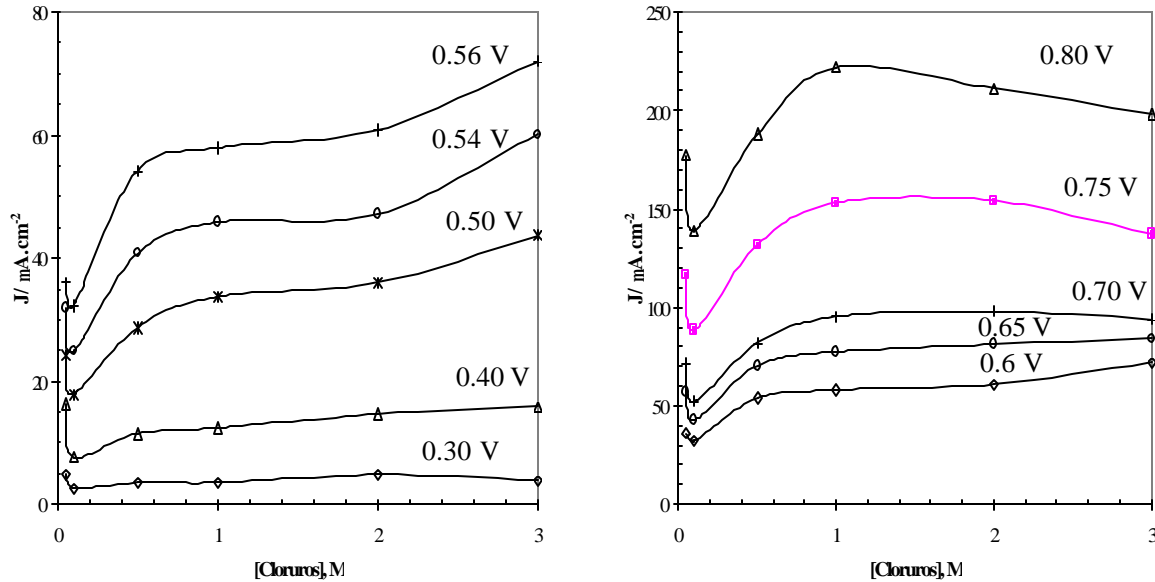 80
60
40
20
0
0
1
2
3
J/ mA.cm-2
[Cloruros], M
0.56 V
0.54 V
0.50 V
0.40 V
0.30 V
250
200
150
100
50
0
0
1
2
3
J/ mA.cm-2
[Cloruros], M
0.80 V
0.75 V
0.70 V
0.65 V
0.6 V